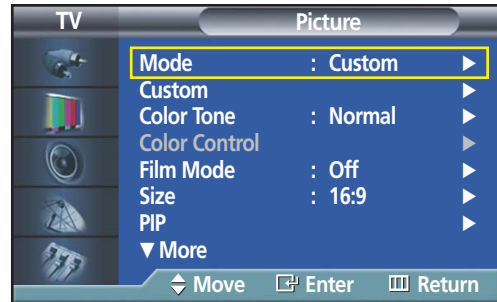 TV Picture
Mode : Custom ▶
Custom ▶
Color Tone : Normal ▶
Color Control ▶
Film Mode : Off ▶
Size : 16:9 ▶
PIP ▶
▼ More
Move Enter Return